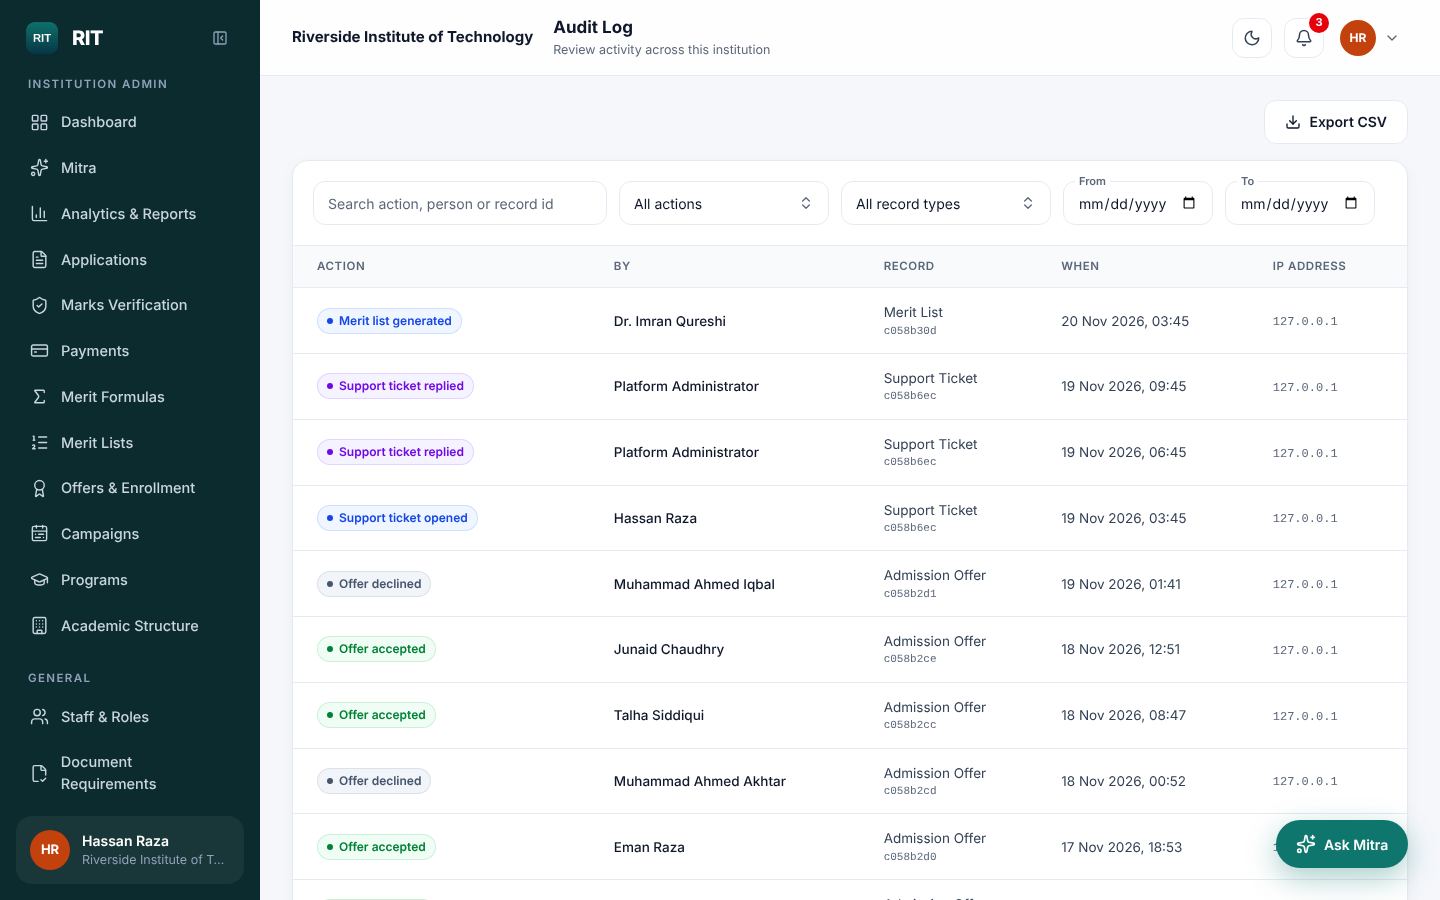 RIT
RIT
INSTITUTION ADMIN
Dashboard
Mitra
Analytics & Reports
Applications
Marks Verification
Payments
Merit Formulas
Merit Lists
Offers & Enrollment
Campaigns
Programs
Academic Structure
GENERAL
Staff & Roles
Document
Requirements
HR
Hassan Raza
Riverside Institute of T...
Riverside Institute of Technology
Audit Log
Review activity across this institution
3
HR
Export CSV
Search action, person or record id
All actions
All record types
From
mm/dd/yyyy
To
mm/dd/yyyy
ACTION BY RECORD WHEN IP ADDRESS
Merit list generated Dr. Imran Qureshi Merit List 20 Nov 2026, 03:45 127.0.0.1
c058b30d
Support ticket replied Platform Administrator Support Ticket 19 Nov 2026, 09:45 127.0.0.1
c058b6ec
Support ticket replied Platform Administrator Support Ticket 19 Nov 2026, 06:45 127.0.0.1
c058b6ec
Support ticket opened Hassan Raza Support Ticket 19 Nov 2026, 03:45 127.0.0.1
c058b6ec
Offer declined Muhammad Ahmed Iqbal Admission Offer 19 Nov 2026, 01:41 127.0.0.1
c058b2d1
Offer accepted Junaid Chaudhry Admission Offer 18 Nov 2026, 12:51 127.0.0.1
c058b2ce
Offer accepted Talha Siddiqui Admission Offer 18 Nov 2026, 08:47 127.0.0.1
c058b2cc
Offer declined Muhammad Ahmed Akhtar Admission Offer 18 Nov 2026, 00:52 127.0.0.1
c058b2cd
Offer accepted Eman Raza Admission Offer 17 Nov 2026, 18:53
c058b2d0
Ask Mitra